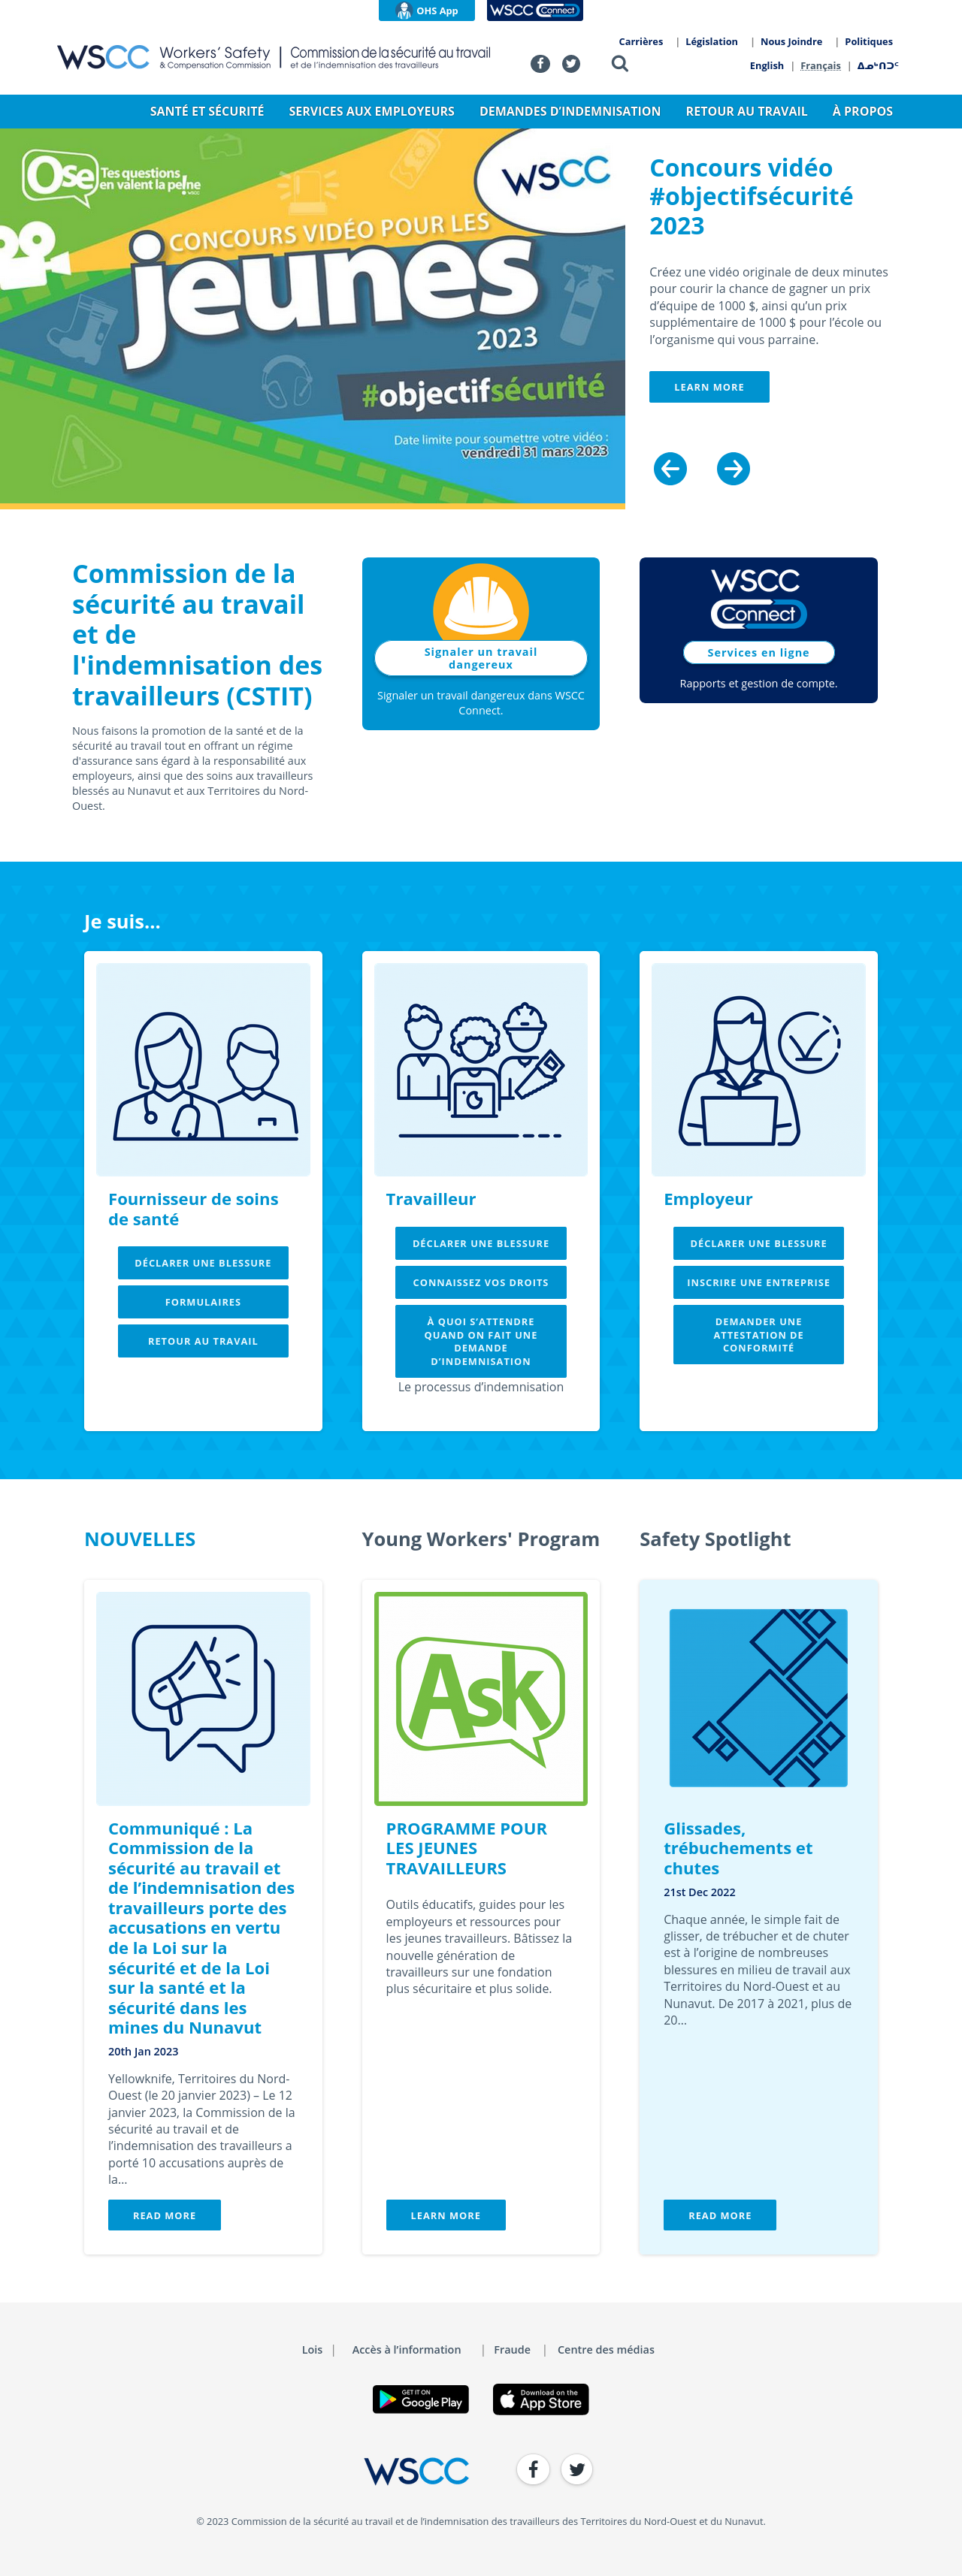 OHS App
WSCC Connect
WSCC Workers' Safety & Compensation Commission | Commission de la sécurité au travail et de l'indemnisation des travailleurs
Carrières | Législation | Nous Joindre | Politiques
English | Français | ᐃᓄᒃᑎᑐᑦ
SANTÉ ET SÉCURITÉ SERVICES AUX EMPLOYEURS DEMANDES D'INDEMNISATION RETOUR AU TRAVAIL À PROPOS
Ose Tes questions
en valent la peine
WSCC
WSCC
CONCOURS VIDÉO POUR LES
jeunes
2023
#objectifsécurité
Date limite pour soumettre votre vidéo :
vendredi 31 mars 2023
Concours vidéo
#objectifsécurité
2023
Créez une vidéo originale de deux minutes
pour courir la chance de gagner un prix
d'équipe de 1000 $, ainsi qu'un prix
supplémentaire de 1000 $ pour l'école ou
l'organisme qui vous parraine.
LEARN MORE
Commission de la
sécurité au travail
et de
l'indemnisation des
travailleurs (CSTIT)
Nous faisons la promotion de la santé et de la
sécurité au travail tout en offrant un régime
d'assurance sans égard à la responsabilité aux
employeurs, ainsi que des soins aux travailleurs
blessés au Nunavut et aux Territoires du Nord-
Ouest.
Signaler un travail
dangereux
Signaler un travail dangereux dans WSCC
Connect.
WSCC
Connect
Services en ligne
Rapports et gestion de compte.
Je suis...
Fournisseur de soins
de santé
DÉCLARER UNE BLESSURE
FORMULAIRES
RETOUR AU TRAVAIL
Travailleur
DÉCLARER UNE BLESSURE
CONNAISSEZ VOS DROITS
À QUOI S'ATTENDRE
QUAND ON FAIT UNE
DEMANDE
D'INDEMNISATION
Le processus d'indemnisation
Employeur
DÉCLARER UNE BLESSURE
INSCRIRE UNE ENTREPRISE
DEMANDER UNE
ATTESTATION DE
CONFORMITÉ
NOUVELLES
Communiqué : La
Commission de la
sécurité au travail et
de l'indemnisation des
travailleurs porte des
accusations en vertu
de la Loi sur la
sécurité et de la Loi
sur la santé et la
sécurité dans les
mines du Nunavut
20th Jan 2023
Yellowknife, Territoires du Nord-
Ouest (le 20 janvier 2023) – Le 12
janvier 2023, la Commission de la
sécurité au travail et de
l'indemnisation des travailleurs a
porté 10 accusations auprès de
la...
READ MORE
Young Workers' Program
Ask
PROGRAMME POUR
LES JEUNES
TRAVAILLEURS
Outils éducatifs, guides pour les
employeurs et ressources pour
les jeunes travailleurs. Bâtissez la
nouvelle génération de
travailleurs sur une fondation
plus sécuritaire et plus solide.
LEARN MORE
Safety Spotlight
Glissades,
trébuchements et
chutes
21st Dec 2022
Chaque année, le simple fait de
glisser, de trébucher et de chuter
est à l'origine de nombreuses
blessures en milieu de travail aux
Territoires du Nord-Ouest et au
Nunavut. De 2017 à 2021, plus de
20...
READ MORE
Lois | Accès à l'information | Fraude | Centre des médias
GET IT ON
Google Play
Download on the
App Store
WSCC
© 2023 Commission de la sécurité au travail et de l'indemnisation des travailleurs des Territoires du Nord-Ouest et du Nunavut.